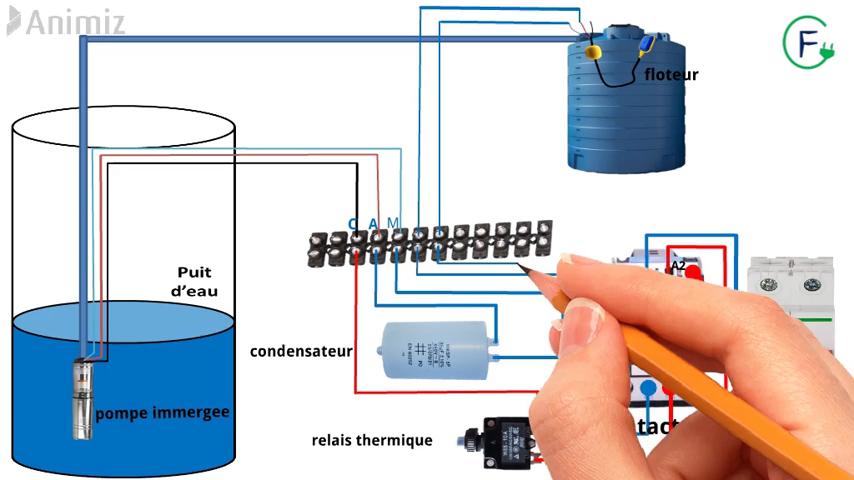 Animiz
F
floteur
C A M
A2
Puit
d'eau
condensateur
pompe immergee
relais thermique
tact